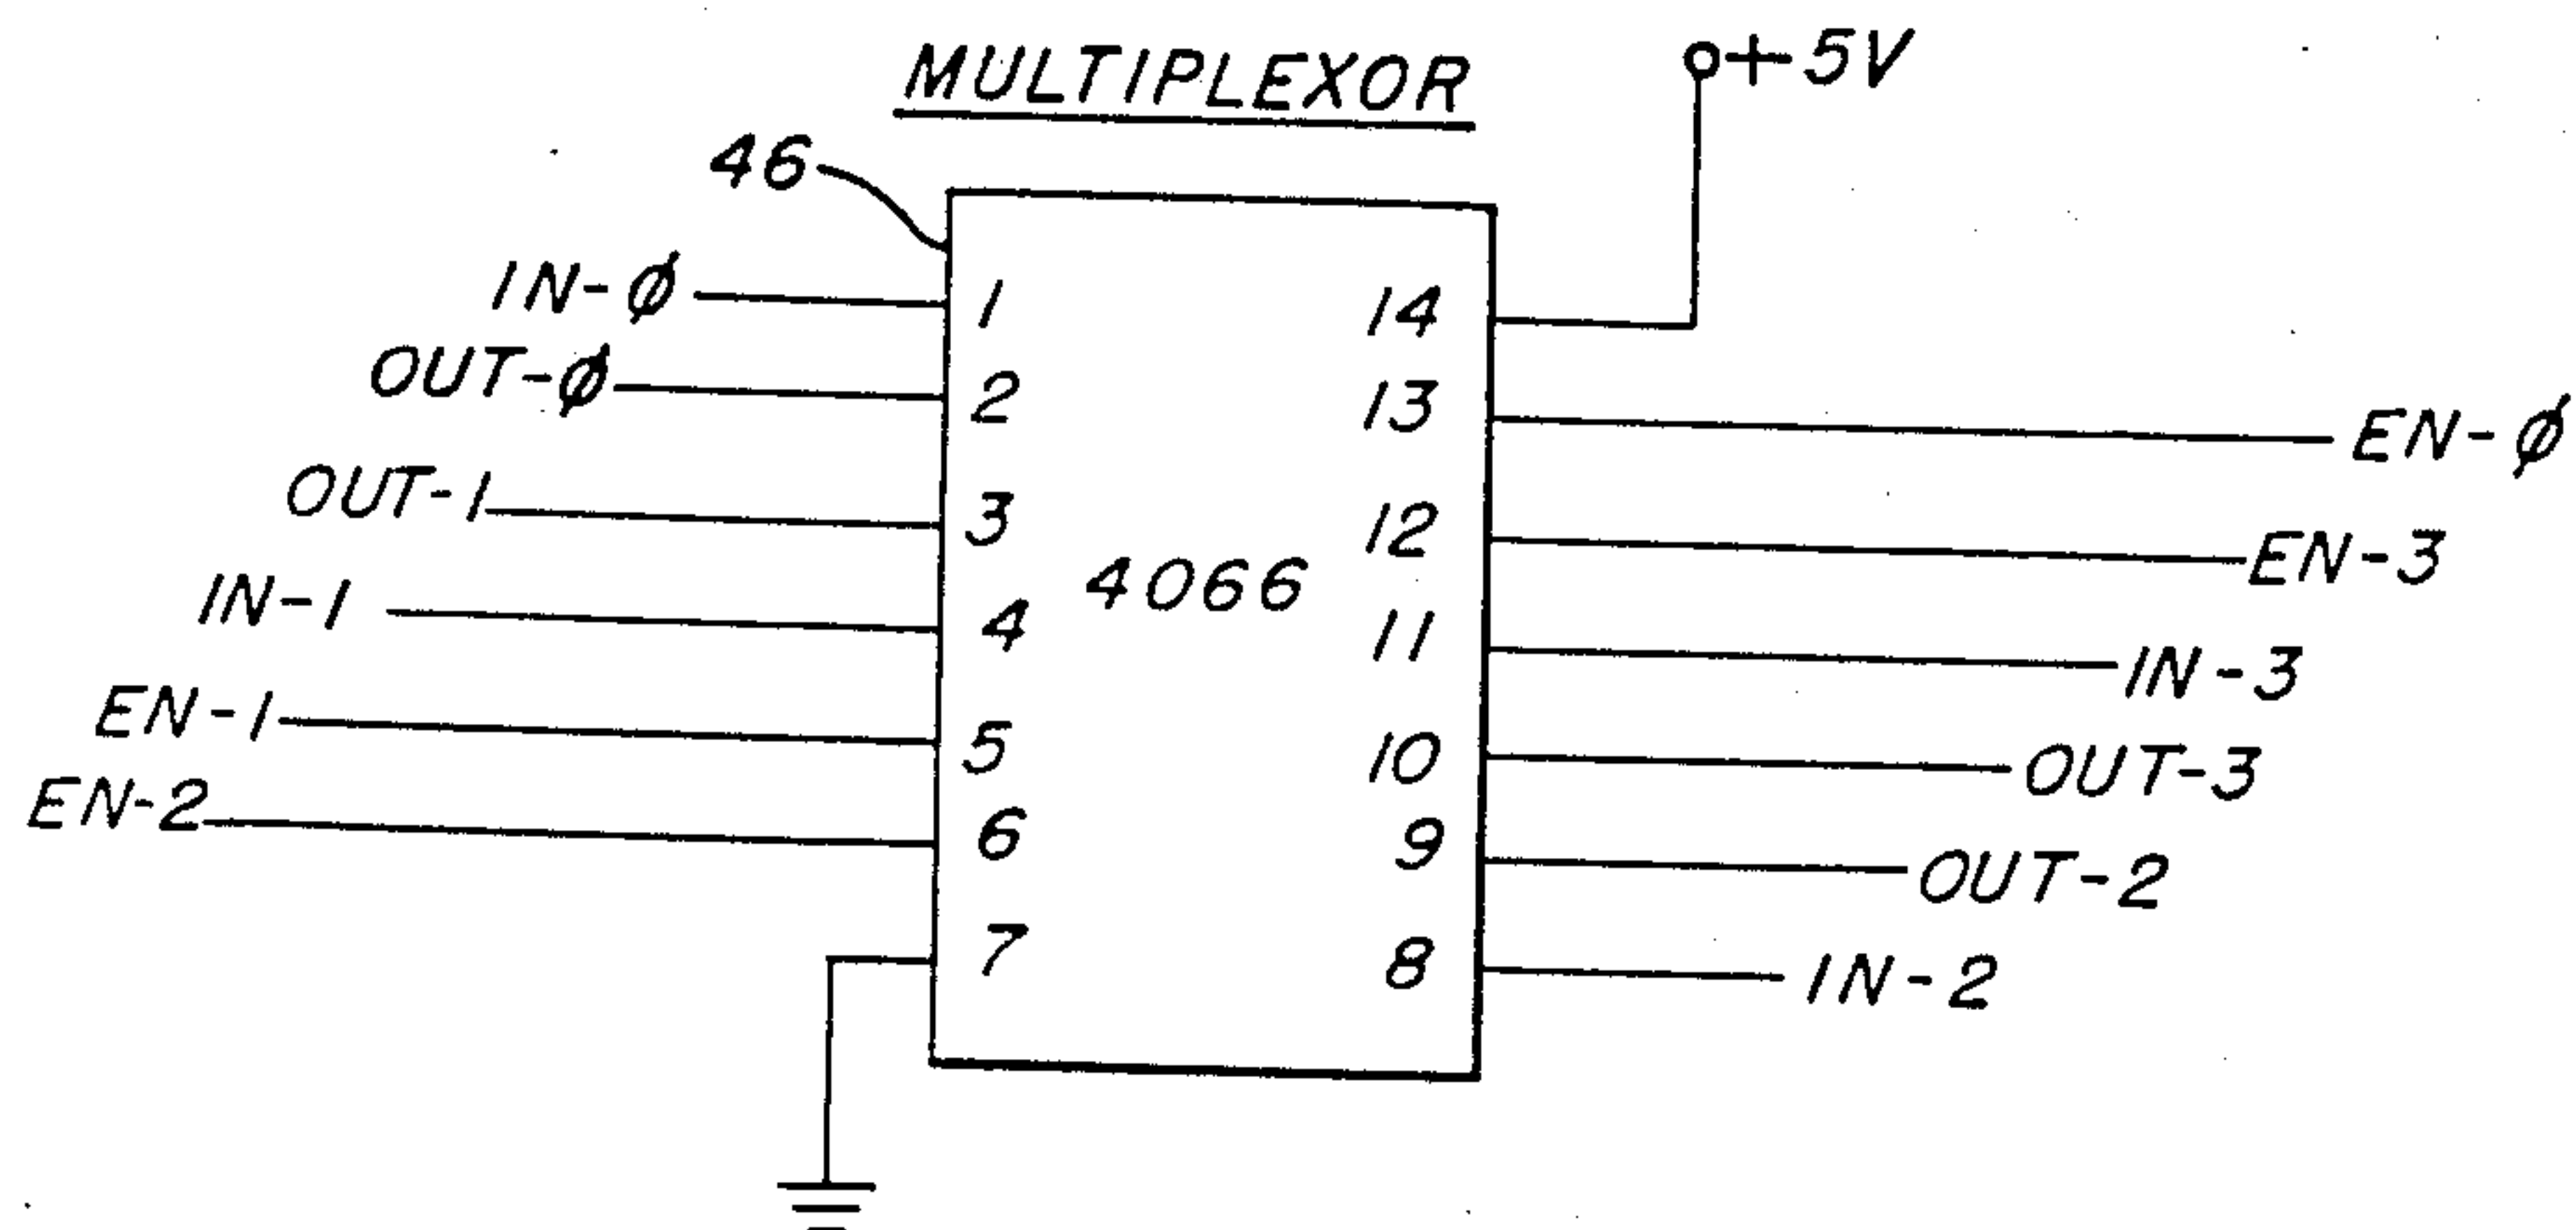 MULTIPLEXOR
+5V
46
IN-Ø
1
14
OUT-Ø
2
13
EN-Ø
OUT-1
3
12
EN-3
4066
IN-1
4
11
IN-3
EN-1
5
10
OUT-3
EN-2
6
9
OUT-2
7
8
IN-2